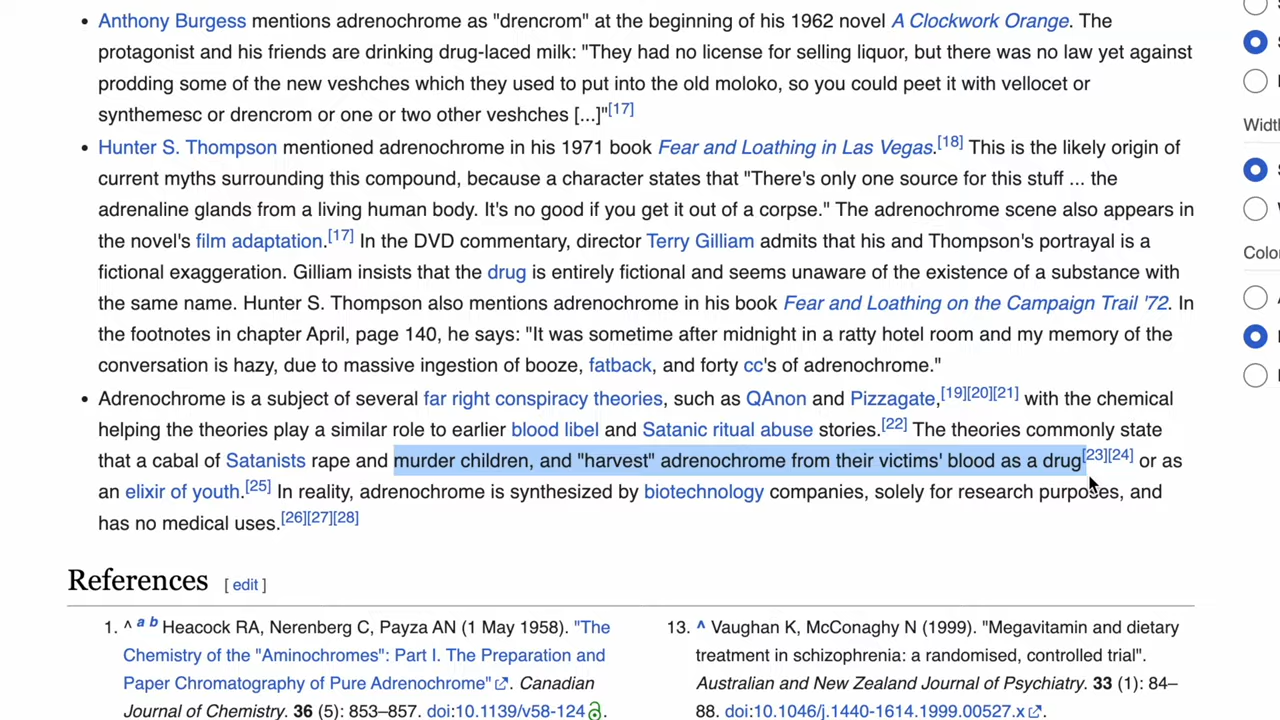 Anthony Burgess mentions adrenochrome as "drencrom" at the beginning of his 1962 novel A Clockwork Orange. The
protagonist and his friends are drinking drug-laced milk: "They had no license for selling liquor, but there was no law yet against
prodding some of the new veshches which they used to put into the old moloko, so you could peet it with vellocet or
synthemesc or drencrom or one or two other veshches [...]"[17]
Hunter S. Thompson mentioned adrenochrome in his 1971 book Fear and Loathing in Las Vegas.[18] This is the likely origin of
current myths surrounding this compound, because a character states that "There's only one source for this stuff ... the
adrenaline glands from a living human body. It's no good if you get it out of a corpse." The adrenochrome scene also appears in
the novel's film adaptation.[17] In the DVD commentary, director Terry Gilliam admits that his and Thompson's portrayal is a
fictional exaggeration. Gilliam insists that the drug is entirely fictional and seems unaware of the existence of a substance with
the same name. Hunter S. Thompson also mentions adrenochrome in his book Fear and Loathing on the Campaign Trail '72. In
the footnotes in chapter April, page 140, he says: "It was sometime after midnight in a ratty hotel room and my memory of the
conversation is hazy, due to massive ingestion of booze, fatback, and forty cc's of adrenochrome."
Adrenochrome is a subject of several far right conspiracy theories, such as QAnon and Pizzagate,[19][20][21] with the chemical
helping the theories play a similar role to earlier blood libel and Satanic ritual abuse stories.[22] The theories commonly state
that a cabal of Satanists rape and murder children, and "harvest" adrenochrome from their victims' blood as a drug[23][24] or as
an elixir of youth.[25] In reality, adrenochrome is synthesized by biotechnology companies, solely for research purposes, and
has no medical uses.[26][27][28]
References [ edit ]
1. ^ a b Heacock RA, Nerenberg C, Payza AN (1 May 1958). "The
Chemistry of the "Aminochromes": Part I. The Preparation and
Paper Chromatography of Pure Adrenochrome". Canadian
Journal of Chemistry. 36 (5): 853–857. doi:10.1139/v58-124.
13. ^ Vaughan K, McConaghy N (1999). "Megavitamin and dietary
treatment in schizophrenia: a randomised, controlled trial".
Australian and New Zealand Journal of Psychiatry. 33 (1): 84–
88. doi:10.1046/j.1440-1614.1999.00527.x.